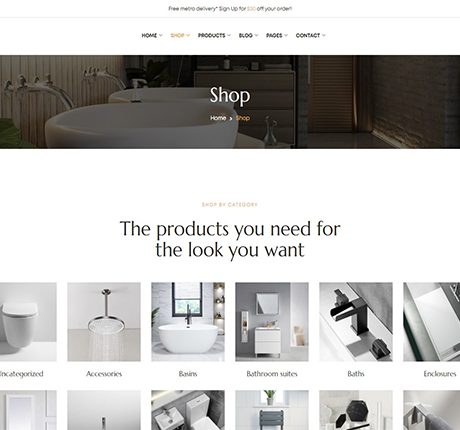 Free metro delivery* Sign Up for $30 off your order!
HOME SHOP PRODUCTS BLOG PAGES CONTACT
Shop
Home > Shop
SHOP BY CATEGORY
The products you need for
the look you want
Uncategorized Accessories Basins Bathroom suites Baths Enclosures